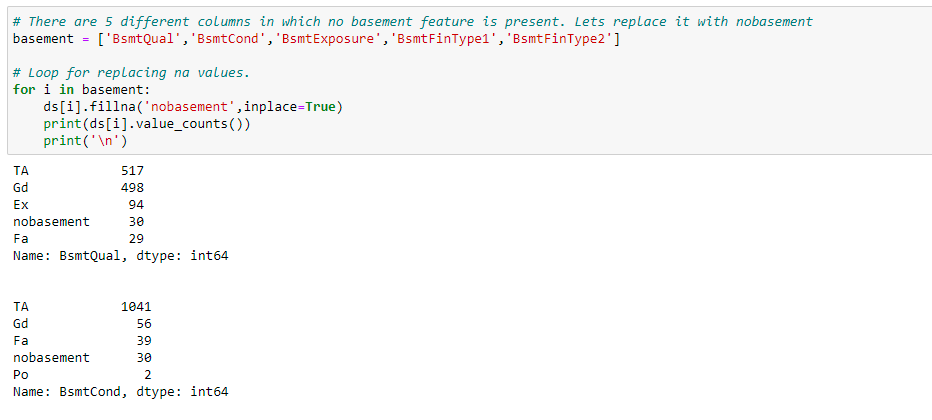 # There are 5 different columns in which no basement feature is present. Lets replace it with nobasement
basement = ['BsmtQual','BsmtCond','BsmtExposure','BsmtFinType1','BsmtFinType2']

# Loop for replacing na values.
for i in basement:
    ds[i].fillna('nobasement',inplace=True)
    print(ds[i].value_counts())
    print('\n')
TA            517
Gd            498
Ex             94
nobasement     30
Fa             29
Name: BsmtQual, dtype: int64

TA            1041
Gd              56
Fa              39
nobasement      30
Po               2
Name: BsmtCond, dtype: int64